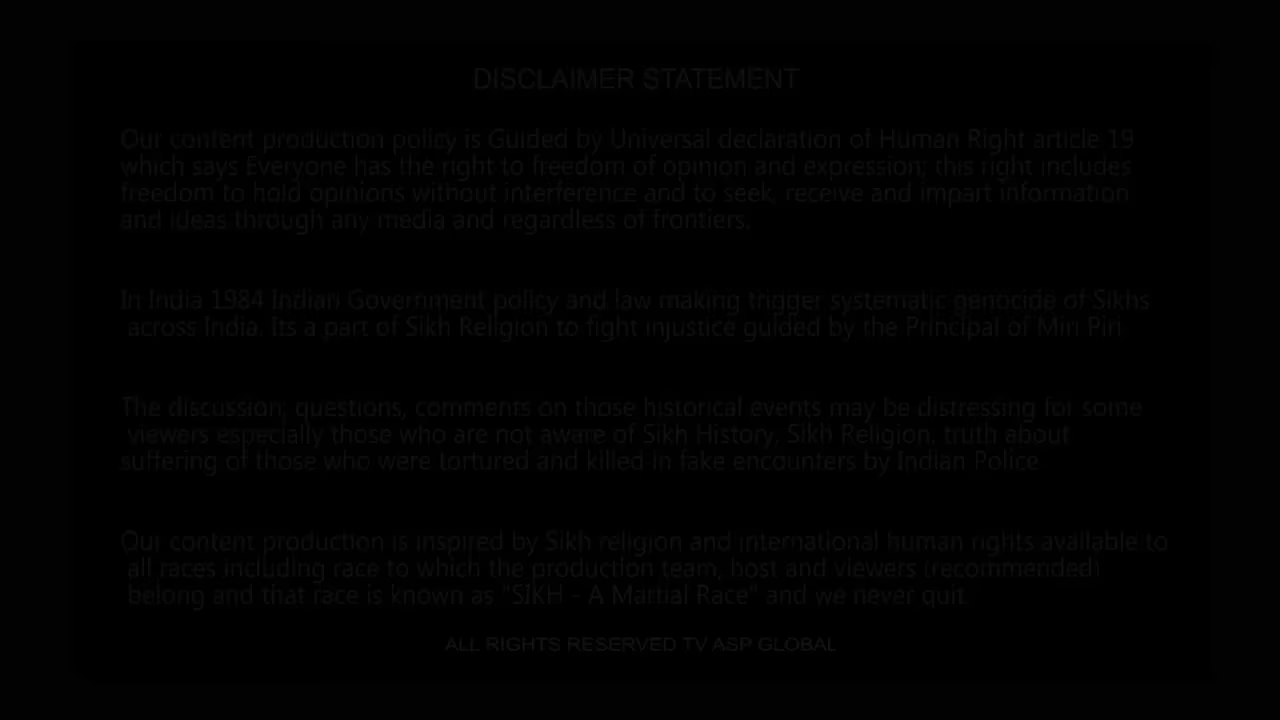 DISCLAIMER STATEMENT
Our content production policy is Guided by Universal declaration of Human Right article 19
which says Everyone has the right to freedom of opinion and expression; this right includes
freedom to hold opinions without interference and to seek, receive and impart information
and ideas through any media and regardless of frontiers.
In India 1984 Indian Government policy and law making trigger systematic genocide of Sikhs
across India. Its a part of Sikh Religion to fight injustice guided by the Principal of Miri Piri
The discussion, questions, comments on those historical events may be distressing for some
viewers especially those who are not aware of Sikh History, Sikh Religion, truth about
suffering of those who were tortured and killed in fake encounters by Indian Police
Our content production is inspired by Sikh religion and international human rights available to
all races including race to which the production team, host and viewers (recommended)
belong and that race is known as "SIKH - A Martial Race" and we never quit.
ALL RIGHTS RESERVED TV ASP GLOBAL